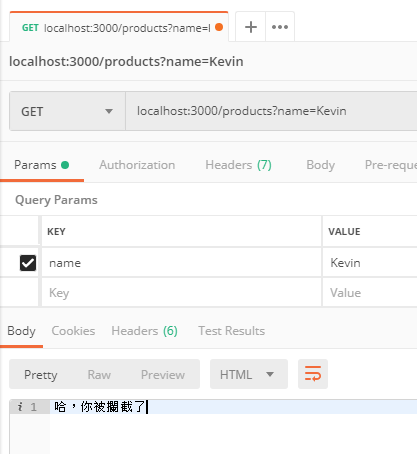 GET localhost:3000/products?name=
localhost:3000/products?name=Kevin
GET localhost:3000/products?name=Kevin
Params Authorization Headers (7) Body Pre-reque
Query Params
KEY VALUE
name Kevin
Key Value
Body Cookies Headers (6) Test Results
Pretty Raw Preview HTML
i 1 哈，你被攔截了